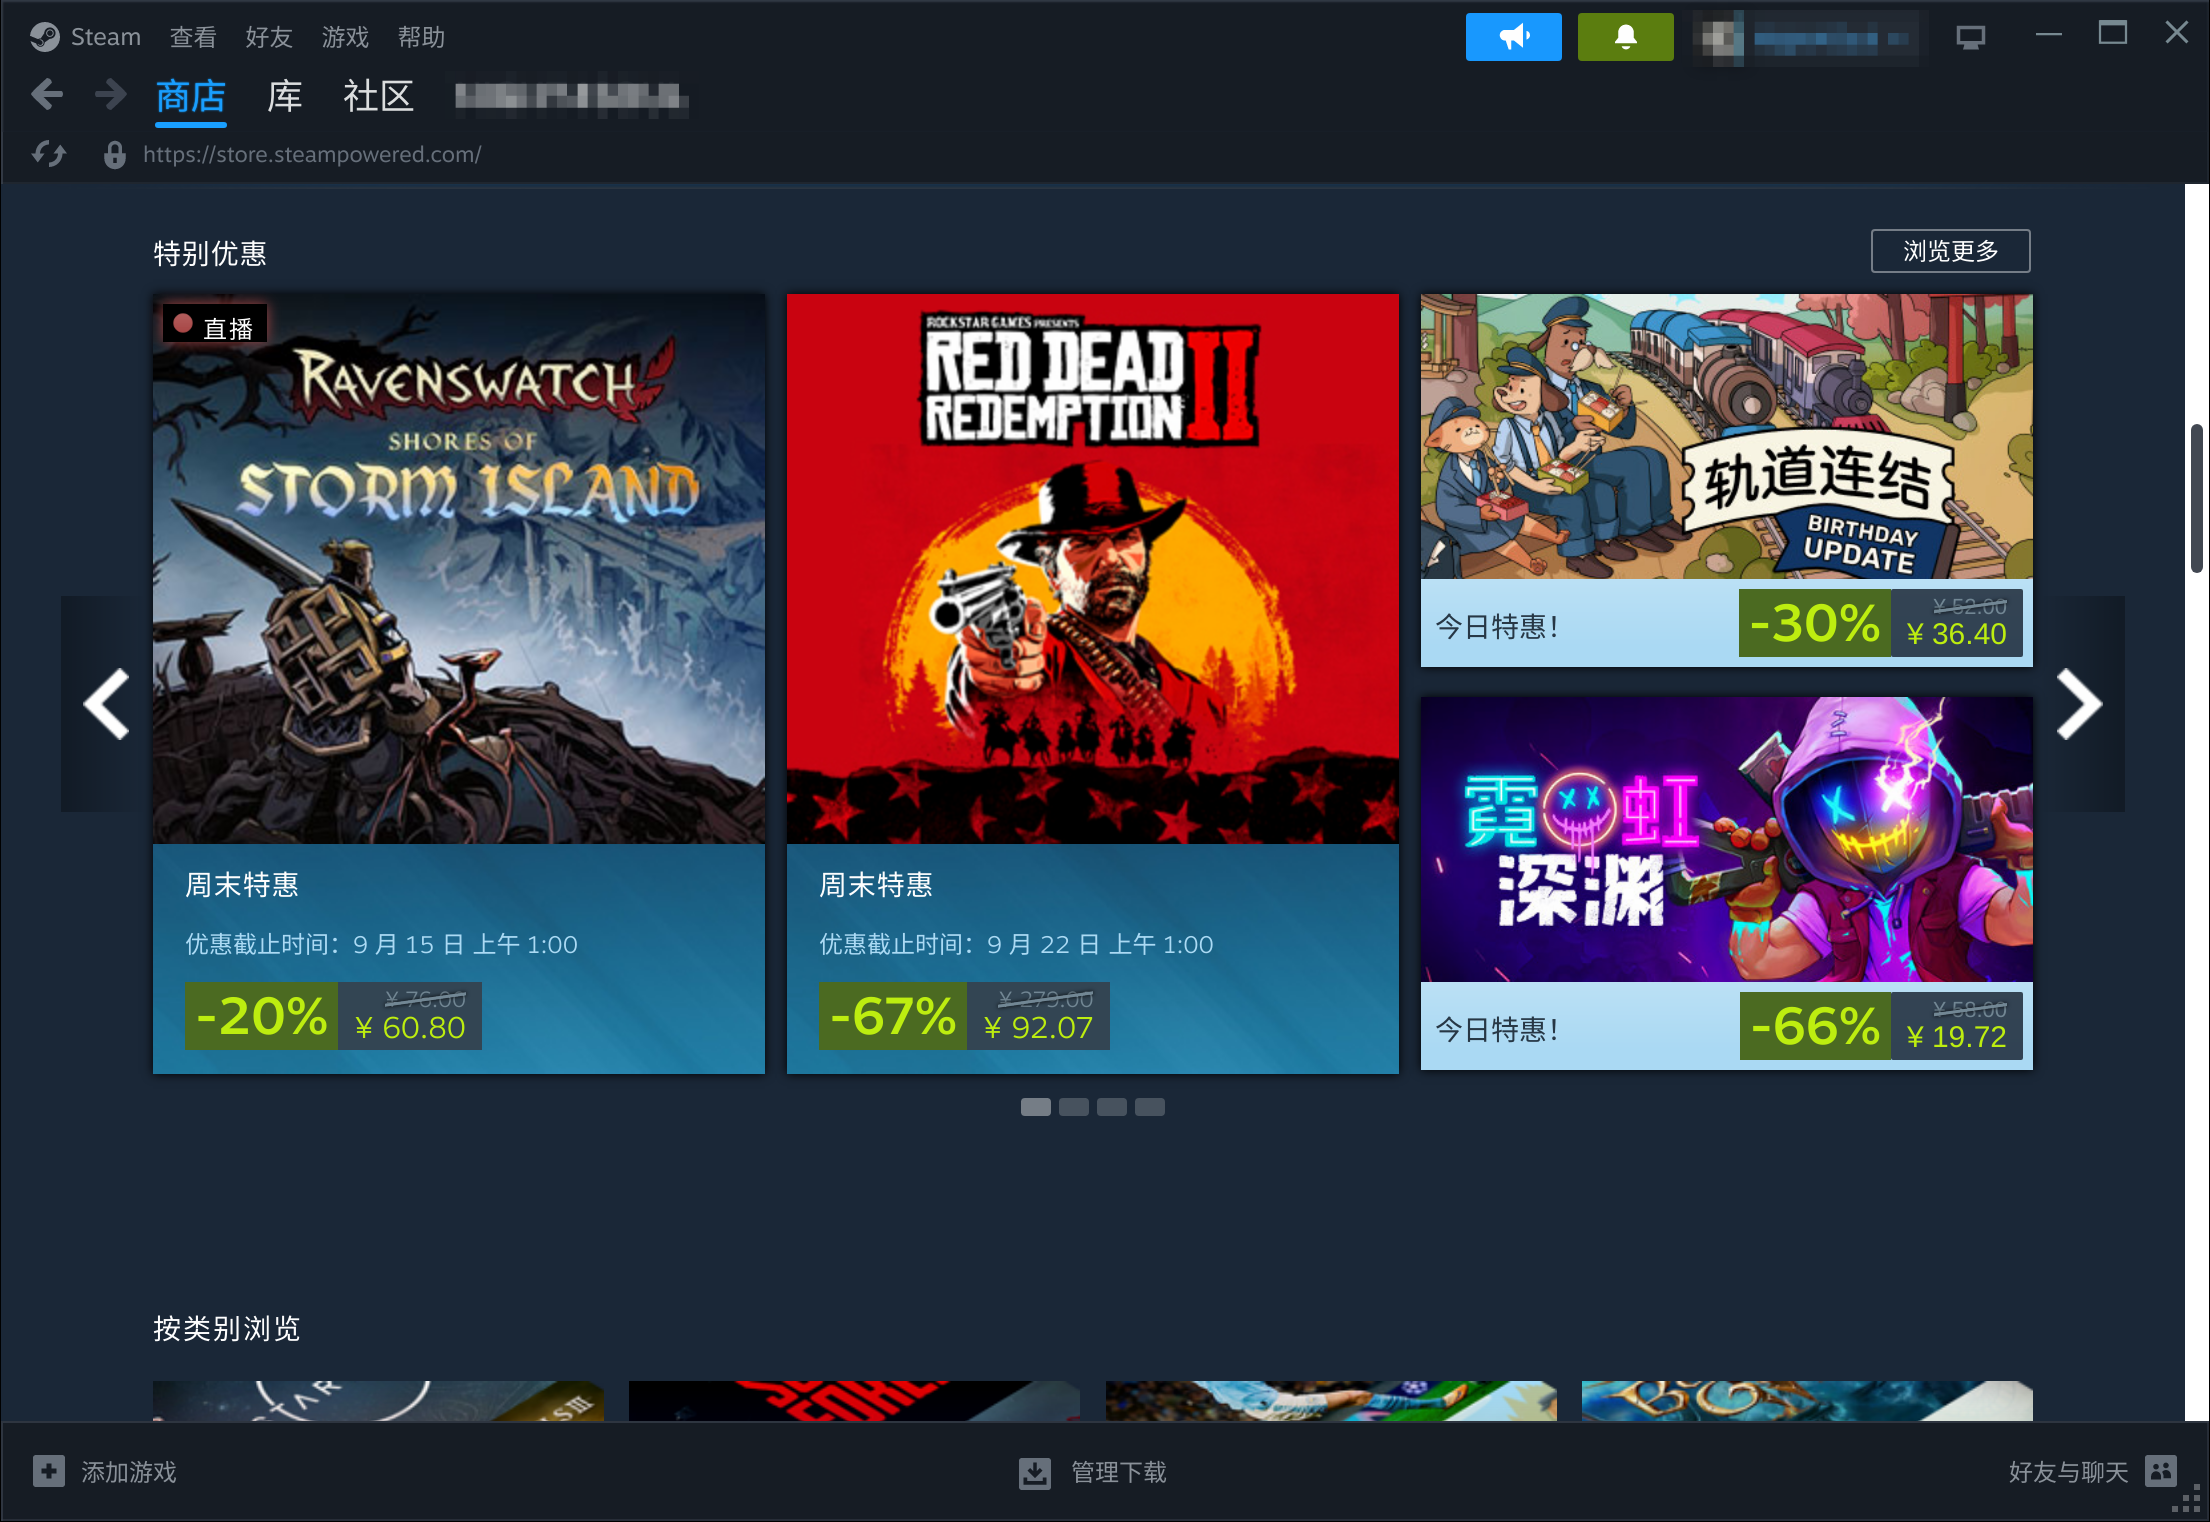 Steam 查看 好友 游戏 帮助
商店 库 社区
https://store.steampowered.com/
特别优惠 浏览更多
直播
RAVENSWATCH
SHORES OF
STORM ISLAND
周末特惠
优惠截止时间：9 月 15 日 上午 1:00
-20% ¥ 76.00
¥ 60.80
ROCKSTAR GAMES PRESENTS
RED DEAD
REDEMPTION II
周末特惠
优惠截止时间：9 月 22 日 上午 1:00
-67% ¥ 279.00
¥ 92.07
轨道连结
BIRTHDAY
UPDATE
今日特惠！ -30% ¥ 52.00
¥ 36.40
霓虹
深渊
今日特惠！ -66% ¥ 58.00
¥ 19.72
按类别浏览
添加游戏 管理下载 好友与聊天